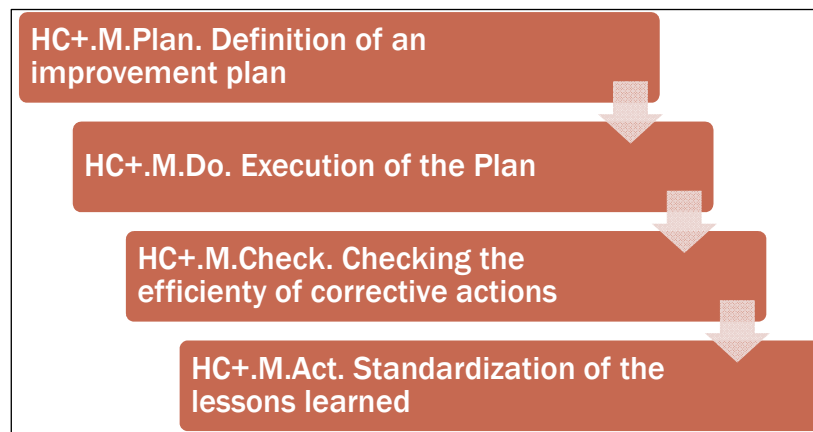 HC+.M.Plan. Definition of an
improvement plan
HC+.M.Do. Execution of the Plan
HC+.M.Check. Checking the
efficienty of corrective actions
HC+.M.Act. Standardization of the
lessons learned